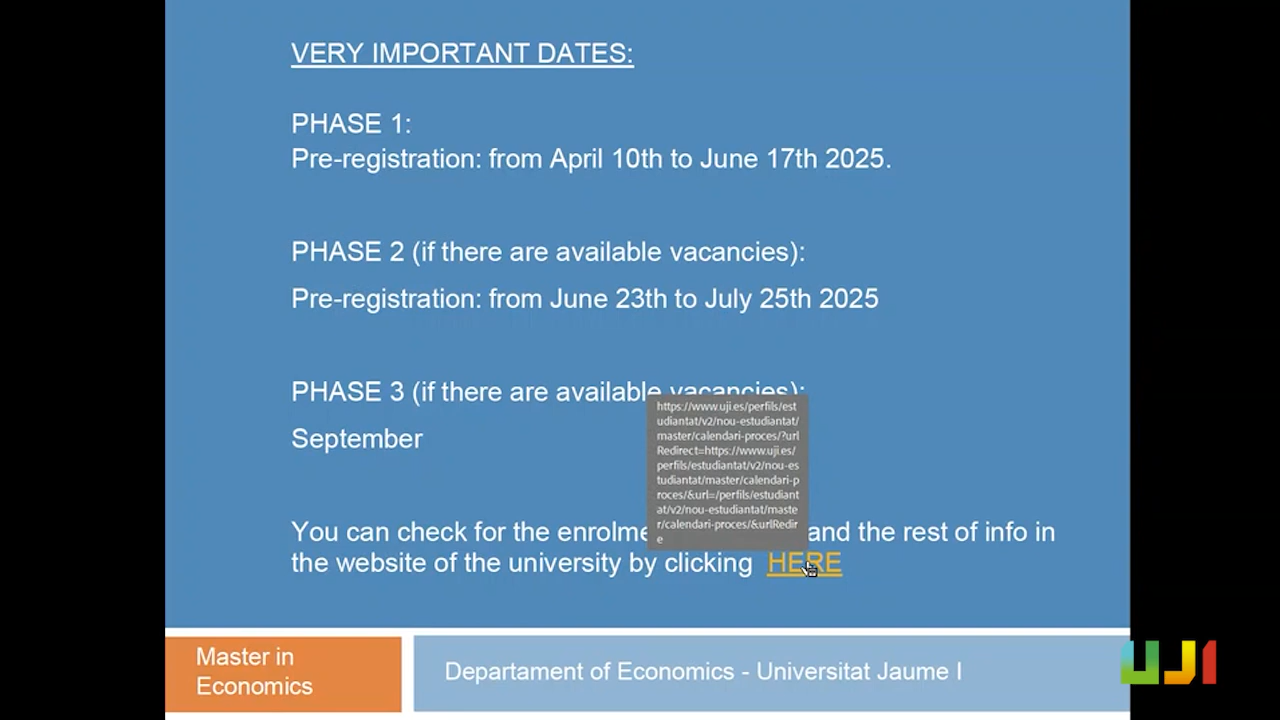 VERY IMPORTANT DATES:
PHASE 1:
Pre-registration: from April 10th to June 17th 2025.
PHASE 2 (if there are available vacancies):
Pre-registration: from June 23th to July 25th 2025
PHASE 3 (if there are available vacancies):
September
https://www.uji.es/perfils/est
udiantat/v2/nou-estudiantat/
master/calendari-proces/?url
Redirect=https://www.uji.es/
perfils/estudiantat/v2/nou-es
tudiantat/master/calendari-p
roces/&url=/perfils/estudiant
at/v2/nou-estudiantat/maste
r/calendari-proces/&urlRedir
e
You can check for the and the rest of info in
the website of the university by clicking HERE
Master in
Economics
Departament of Economics - Universitat Jaume I
UJI